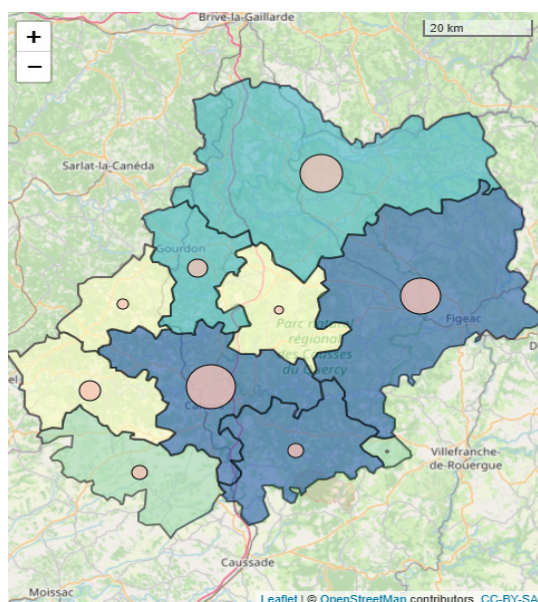 Brive-la-Gaillarde
+
20 km
−
Sarlat-la-Canéda
Gourdon
Parc naturel
régional
des Causses
du Quercy
Figeac
Villefranche-
de-Rouergue
Caussade
Moissac
Leaflet | © OpenStreetMap contributors, CC-BY-SA